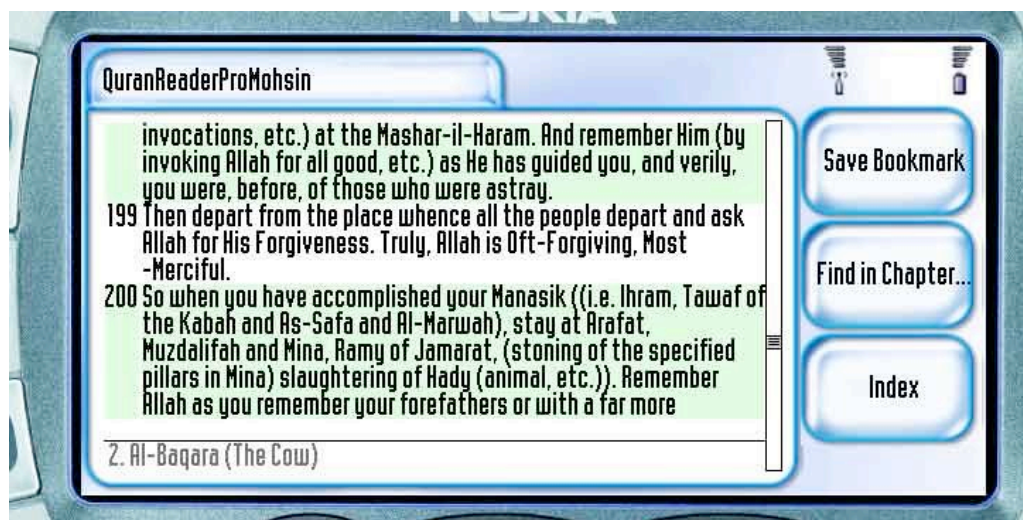 NOKIA
QuranReaderProMohsin
invocations, etc.) at the Mashar-il-Haram. And remember Him (by
invoking Allah for all good, etc.) as He has guided you, and verily,
you were, before, of those who were astray.
199 Then depart from the place whence all the people depart and ask
Allah for His Forgiveness. Truly, Allah is Oft-Forgiving, Most
-Merciful.
200 So when you have accomplished your Manasik ((i.e. Ihram, Tawaf of
the Kabah and As-Safa and Al-Marwah), stay at Arafat,
Muzdalifah and Mina, Ramy of Jamarat, (stoning of the specified
pillars in Mina) slaughtering of Hady (animal, etc.)). Remember
Allah as you remember your forefathers or with a far more
2. Al-Baqara (The Cow)
Save Bookmark
Find in Chapter...
Index